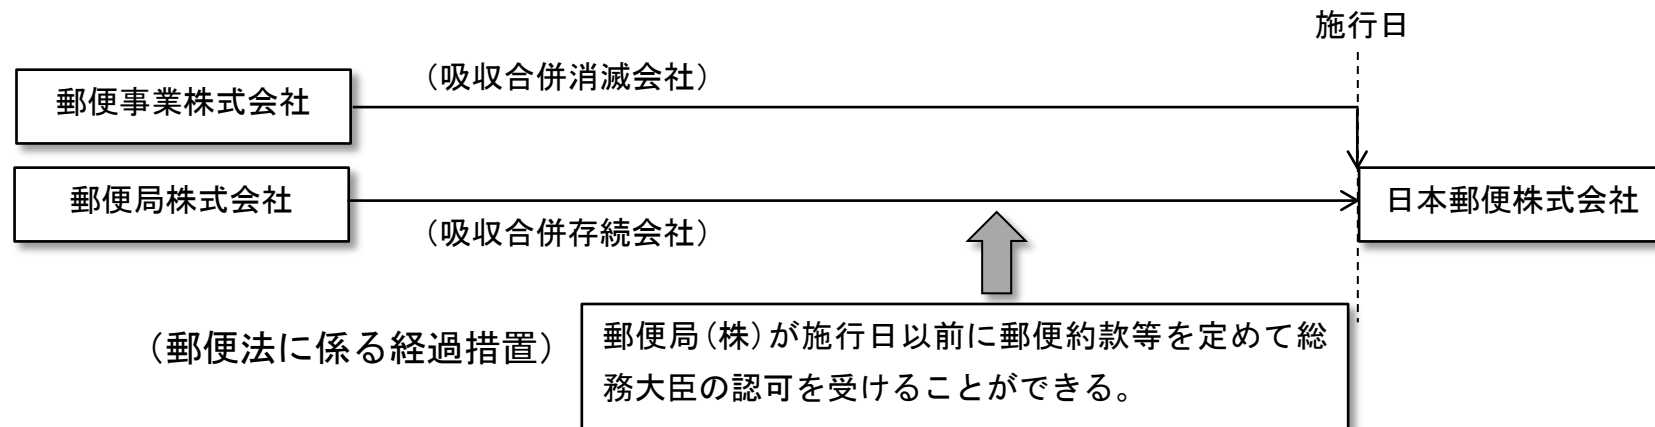 施行日
(吸収合併消滅会社)
郵便事業株式会社
郵便局株式会社
日本郵便株式会社
(吸収合併存続会社)
(郵便法に係る経過措置)
郵便局(株)が施行日以前に郵便約款等を定めて総
務大臣の認可を受けることができる。